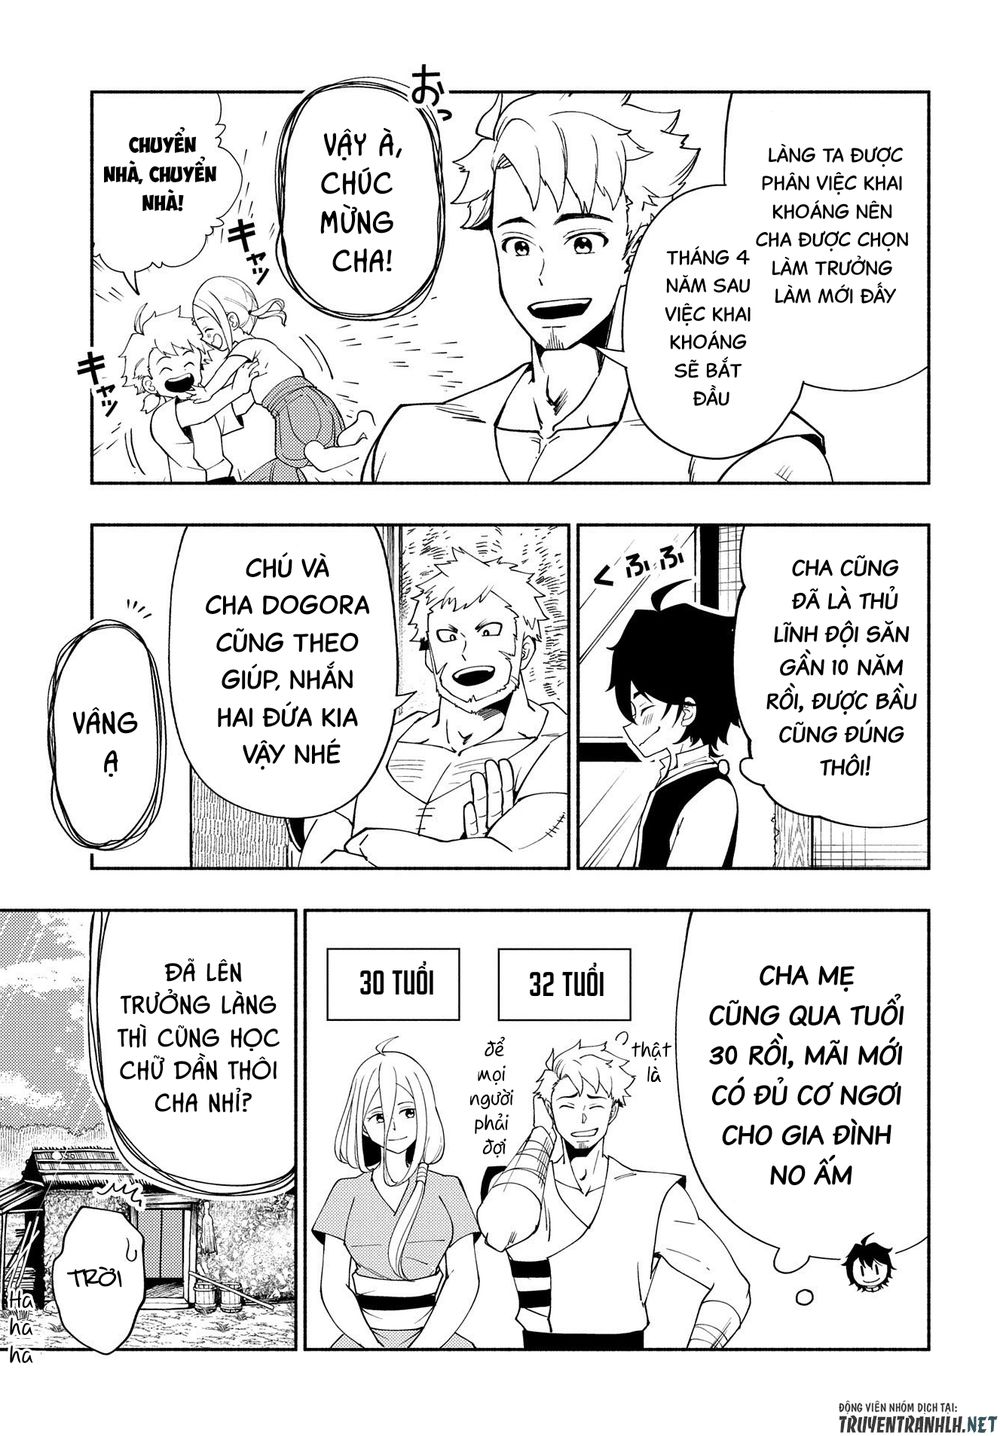 LÀNG TA ĐƯỢC
PHÂN VIỆC KHAI
KHOÁNG NÊN
CHA ĐƯỢC CHỌN
LÀM TRƯỞNG
LÀM MỚI ĐẤY
THÁNG 4
NĂM SAU
VIỆC KHAI
KHOÁNG
SẼ BẮT
ĐẦU
おっ
VẬY À,
CHÚC
MỪNG
CHA!
CHUYỂN
NHÀ, CHUYỂN
NHÀ!
キャッ
キャッ
CHA CŨNG
ĐÃ LÀ THỦ
LĨNH ĐỘI SĂN
GẦN 10 NĂM
RỒI, ĐƯỢC BẦU
CŨNG ĐÚNG
THÔI!
ふふ
く
CHÚ VÀ
CHA DOGORA
CŨNG THEO
GIÚP, NHẮN
HAI ĐỨA KIA
VẬY NHÉ
VÂNG
Ạ
CHA MẸ
CŨNG QUA TUỔI
30 RỒI, MÃI MỚI
CÓ ĐỦ CƠ NGƠI
CHO GIA ĐÌNH
NO ẤM
32 TUỔI
30 TUỔI
thật
là
để
mọi
người
phải
đợi
ĐÃ LÊN
TRƯỞNG LÀNG
THÌ CŨNG HỌC
CHỮ DẦN THÔI
CHA NHỈ?
TRỜI
Ha
ha
ha
ĐỘNG VIÊN NHÓM DỊCH TẠI:
TRUYENTRANHLH.NET